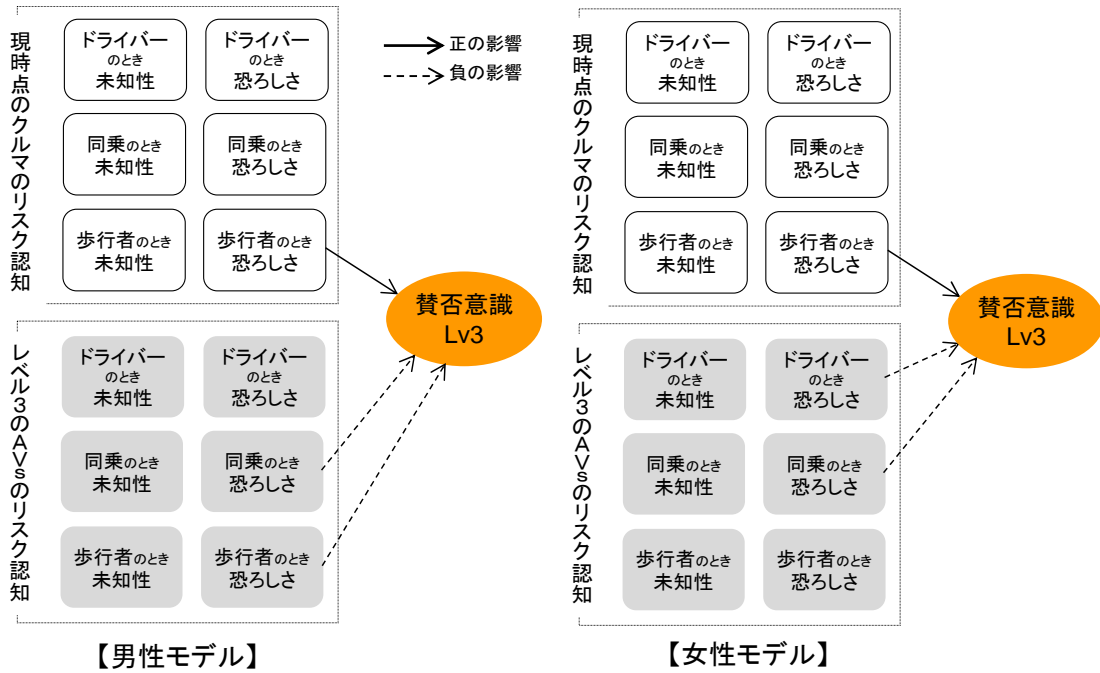 現時点のクルマのリスク認知
ドライバー
のとき
未知性
ドライバー
のとき
恐ろしさ
同乗のとき
未知性
同乗のとき
恐ろしさ
歩行者のとき
未知性
歩行者のとき
恐ろしさ
レベル3のAVsのリスク認知
ドライバー
のとき
未知性
ドライバー
のとき
恐ろしさ
同乗のとき
未知性
同乗のとき
恐ろしさ
歩行者のとき
未知性
歩行者のとき
恐ろしさ
賛否意識
Lv3
【男性モデル】
正の影響
負の影響
現時点のクルマのリスク認知
ドライバー
のとき
未知性
ドライバー
のとき
恐ろしさ
同乗のとき
未知性
同乗のとき
恐ろしさ
歩行者のとき
未知性
歩行者のとき
恐ろしさ
レベル3のAVsのリスク認知
ドライバー
のとき
未知性
ドライバー
のとき
恐ろしさ
同乗のとき
未知性
同乗のとき
恐ろしさ
歩行者のとき
未知性
歩行者のとき
恐ろしさ
賛否意識
Lv3
【女性モデル】